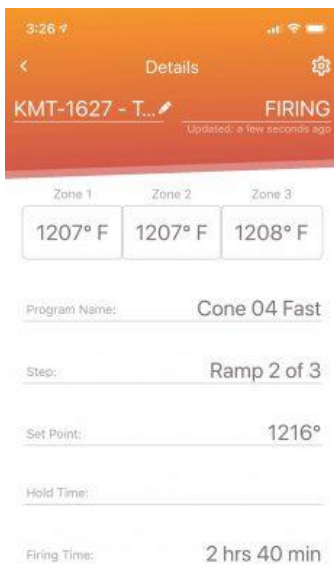 3:26
Details
KMT-1627 - T... FIRING
Updated: a few seconds ago
Zone 1 Zone 2 Zone 3
1207° F 1207° F 1208° F
Program Name: Cone 04 Fast
Step: Ramp 2 of 3
Set Point: 1216°
Hold Time:
Firing Time: 2 hrs 40 min